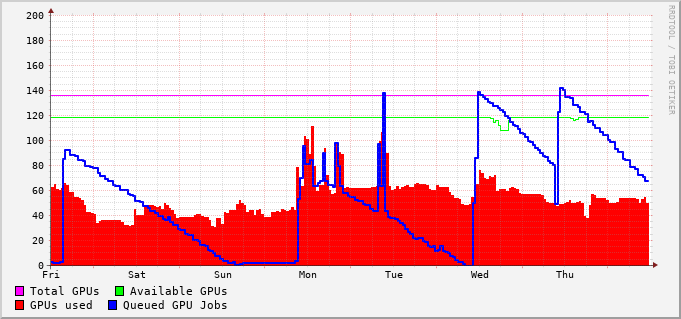 200
180
160
140
120
100
80
60
40
20
0
Fri Sat Sun Mon Tue Wed Thu
Total GPUs Available GPUs
GPUs used Queued GPU Jobs
RRDTOOL / TOBI OETIKER